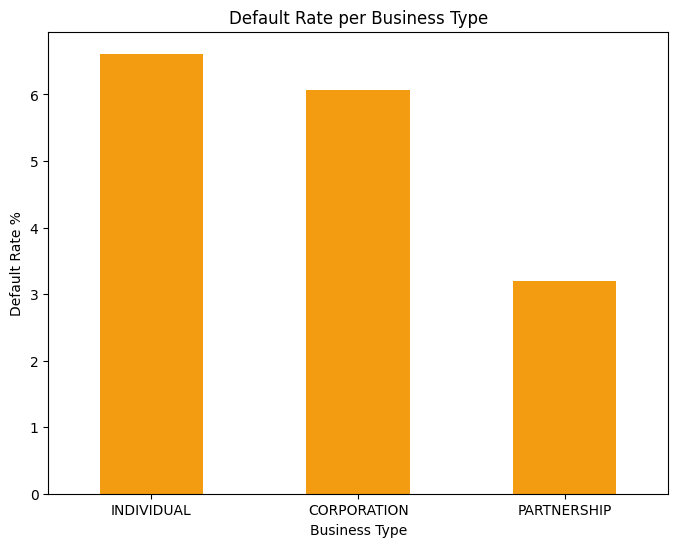 Default Rate per Business Type
Default Rate %
6
5
4
3
2
1
0
INDIVIDUAL CORPORATION PARTNERSHIP
Business Type